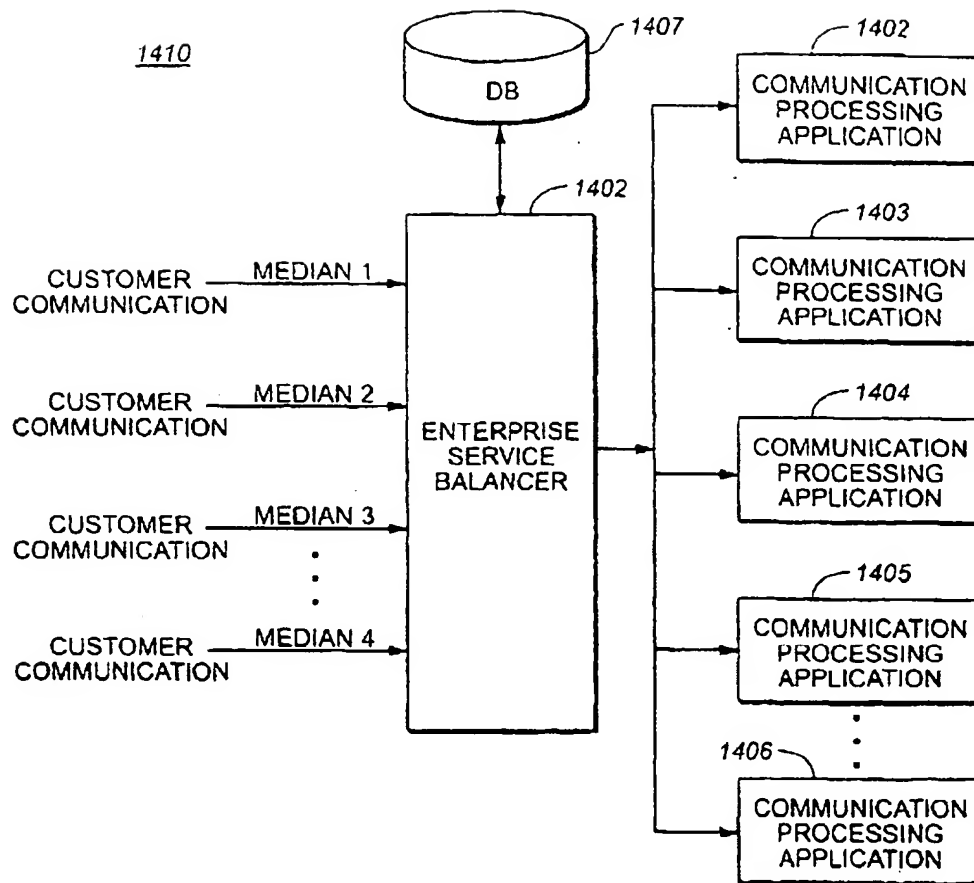 1410
1407
DB
1402
CUSTOMER
COMMUNICATION
MEDIAN 1
CUSTOMER
COMMUNICATION
MEDIAN 2
CUSTOMER
COMMUNICATION
MEDIAN 3
CUSTOMER
COMMUNICATION
MEDIAN 4
ENTERPRISE
SERVICE
BALANCER
1402
COMMUNICATION
PROCESSING
APPLICATION
1403
COMMUNICATION
PROCESSING
APPLICATION
1404
COMMUNICATION
PROCESSING
APPLICATION
1405
COMMUNICATION
PROCESSING
APPLICATION
1406
COMMUNICATION
PROCESSING
APPLICATION